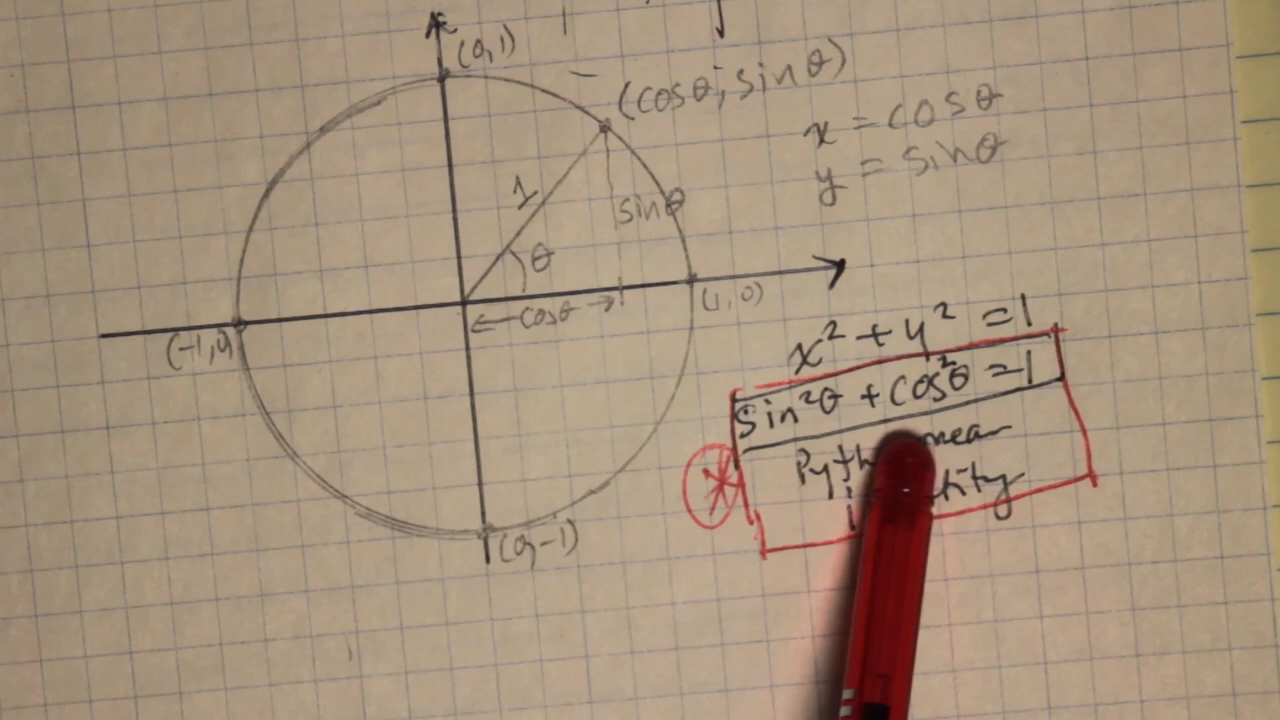 (0,1)
(cosθ, sinθ)
x = cosθ
y = sinθ
1
sinθ
θ
cosθ
(1,0)
(-1,0)
x² + y² = 1
sin²θ + cos²θ = 1
(0,-1)